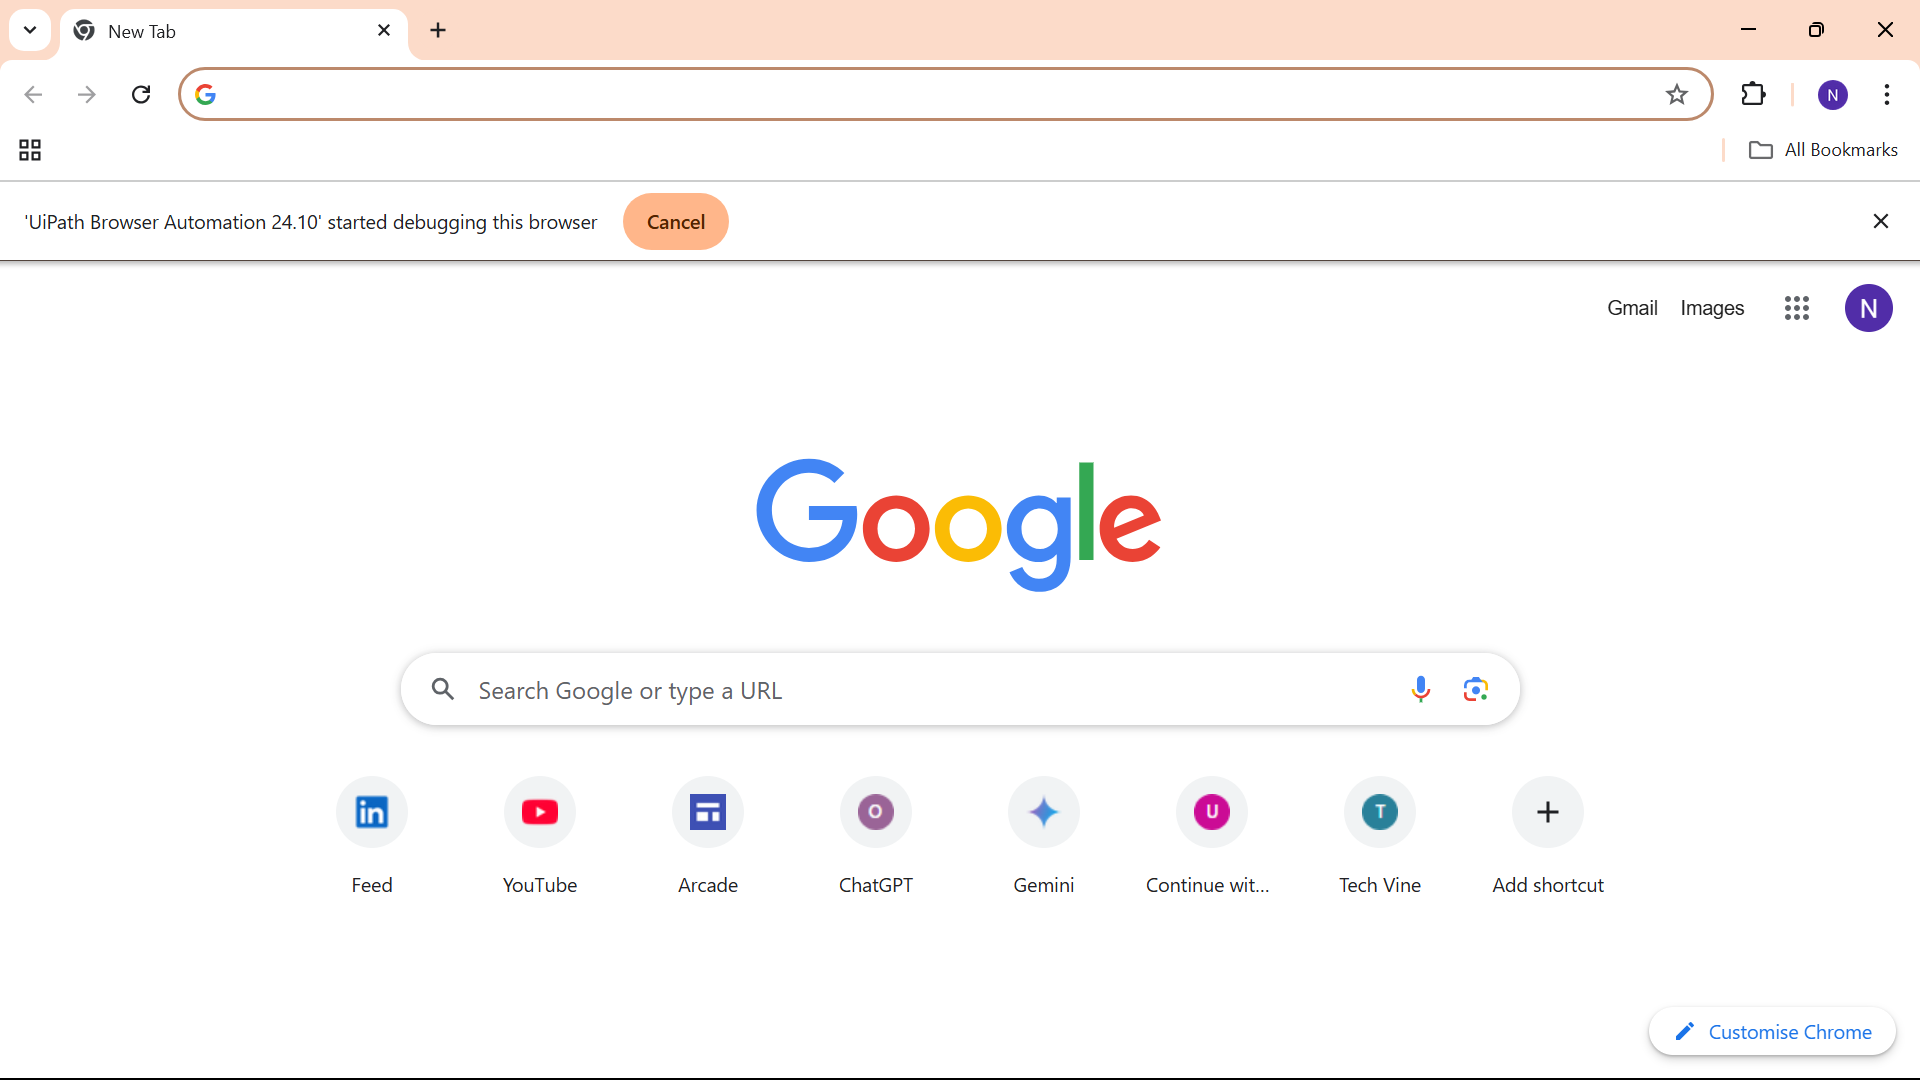 New Tab
N
All Bookmarks
'UiPath Browser Automation 24.10' started debugging this browser
Cancel
Gmail
Images
N
Google
Search Google or type a URL
in
O
U
T
Feed
YouTube
Arcade
ChatGPT
Gemini
Continue wit...
Tech Vine
Add shortcut
Customise Chrome